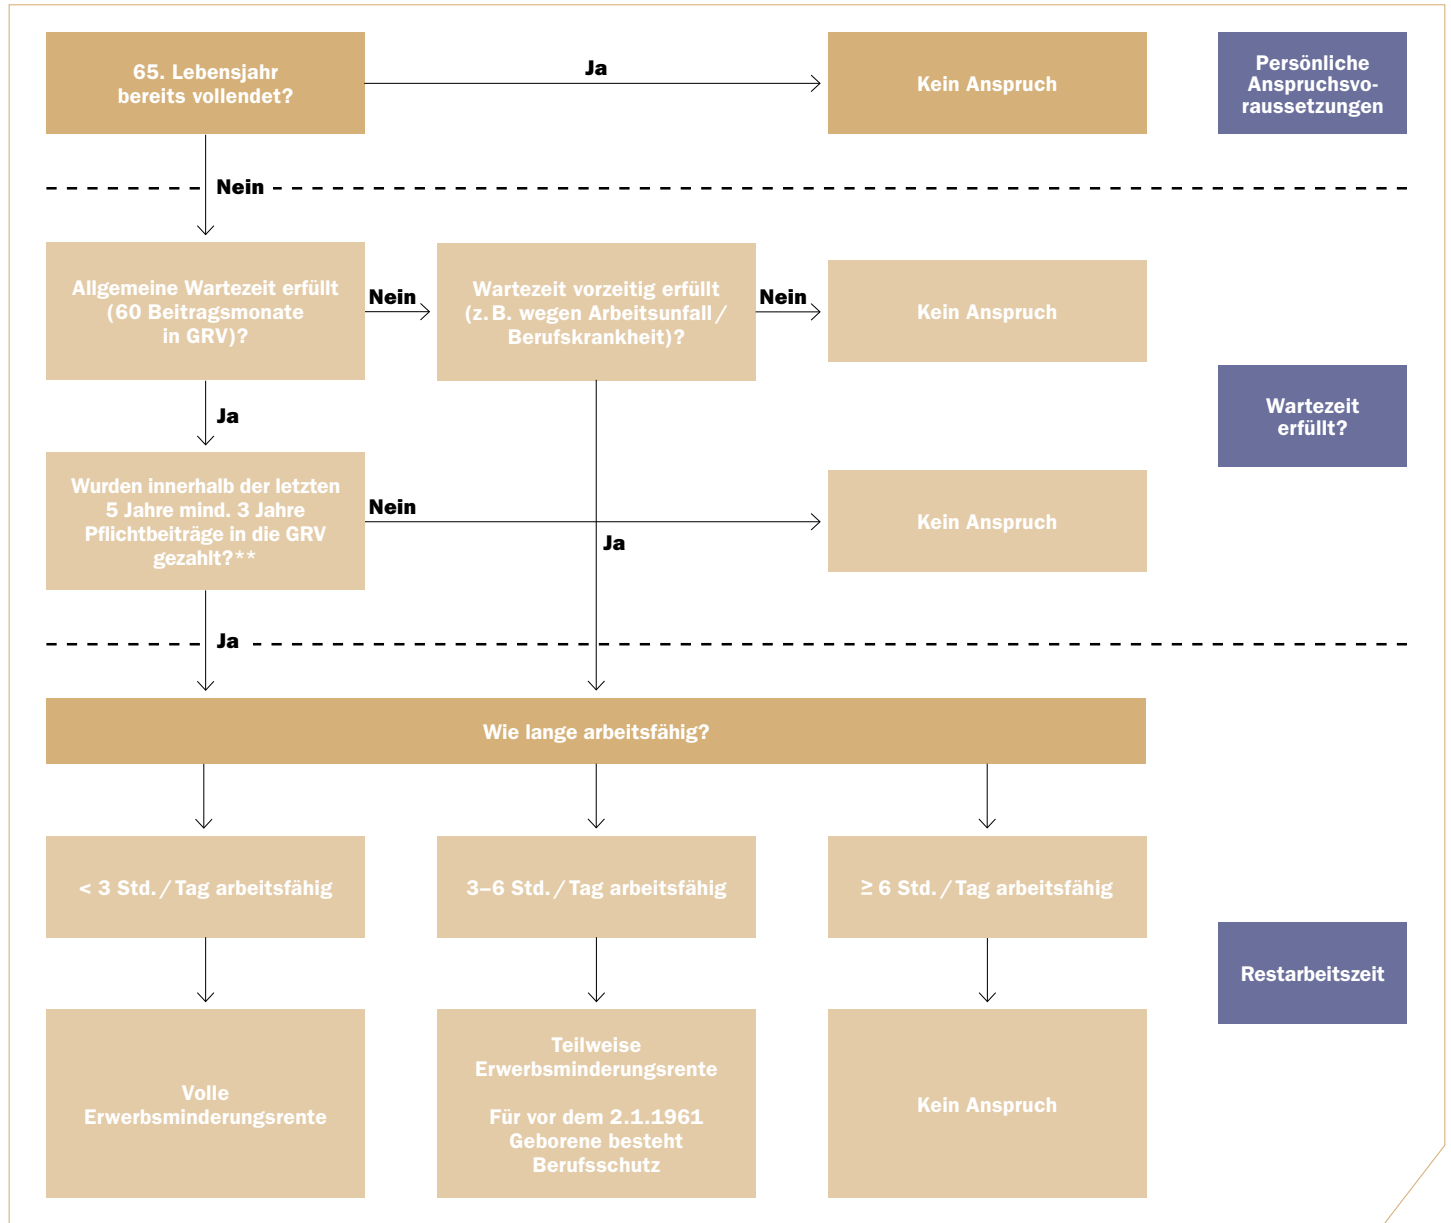 65. Lebensjahr
bereits vollendet?
Ja
Kein Anspruch
Persönliche
Anspruchsvo-
raussetzungen
Nein
Allgemeine Wartezeit erfüllt
(60 Beitragsmonate
in GRV)?
Nein
Wartezeit vorzeitig erfüllt
(z. B. wegen Arbeitsunfall /
Berufskrankheit)?
Nein
Kein Anspruch
Ja
Wartezeit
erfüllt?
Wurden innerhalb der letzten
5 Jahre mind. 3 Jahre
Pflichtbeiträge in die GRV
gezahlt?**
Nein
Ja
Kein Anspruch
Ja
Wie lange arbeitsfähig?
< 3 Std. / Tag arbeitsfähig
3–6 Std. / Tag arbeitsfähig
≥ 6 Std. / Tag arbeitsfähig
Restarbeitszeit
Volle
Erwerbsminderungsrente
Teilweise
Erwerbsminderungsrente
Für vor dem 2.1.1961
Geborene besteht
Berufsschutz
Kein Anspruch